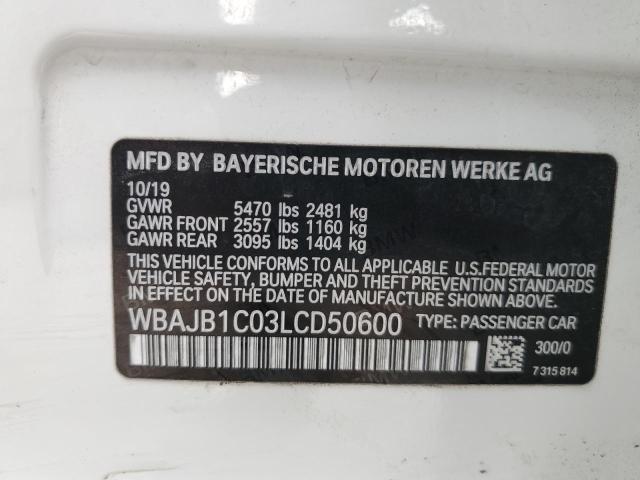 MFD BY BAYERISCHE MOTOREN WERKE AG
10/19
GVWR 5470 lbs 2481 kg
GAWR FRONT 2557 lbs 1160 kg
GAWR REAR 3095 lbs 1404 kg
THIS VEHICLE CONFORMS TO ALL APPLICABLE U.S.FEDERAL MOTOR
VEHICLE SAFETY, BUMPER, AND THEFT PREVENTION STANDARDS
IN EFFECT ON THE DATE OF MANUFACTURE SHOWN ABOVE.
WBAJB1C03LCD50600 TYPE: PASSENGER CAR
300/0
7 315 814